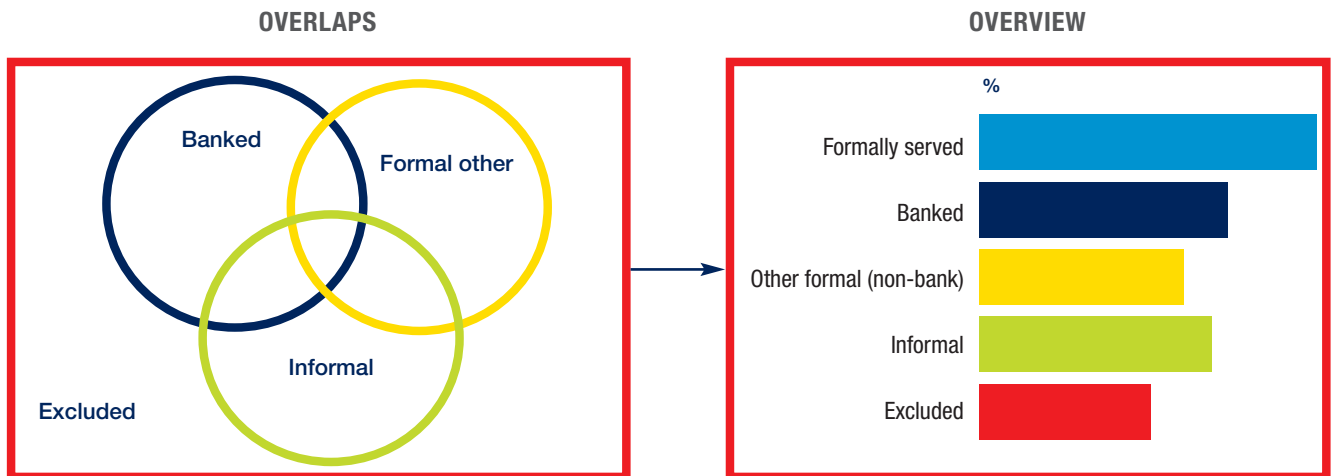 OVERLAPS
Banked
Formal other
Informal
Excluded
OVERVIEW
%
Formally served
Banked
Other formal (non-bank)
Informal
Excluded